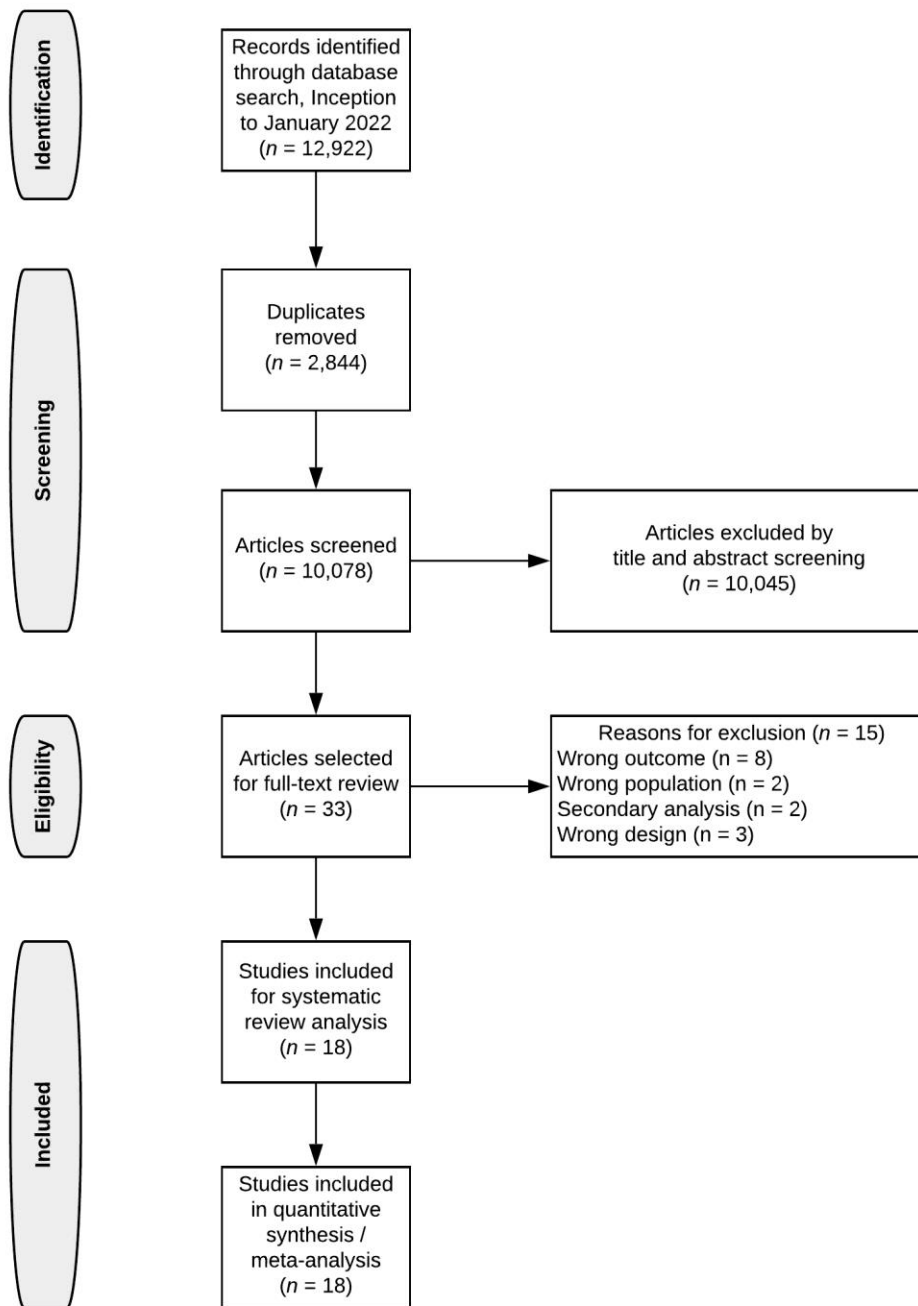 Identification
Records identified
through database
search, Inception
to January 2022
(n = 12,922)
Screening
Duplicates
removed
(n = 2,844)
Articles screened
(n = 10,078)
Articles excluded by
title and abstract screening
(n = 10,045)
Eligibility
Articles selected
for full-text review
(n = 33)
Reasons for exclusion (n = 15)
Wrong outcome (n = 8)
Wrong population (n = 2)
Secondary analysis (n = 2)
Wrong design (n = 3)
Included
Studies included
for systematic
review analysis
(n = 18)
Studies included
in quantitative
synthesis /
meta-analysis
(n = 18)